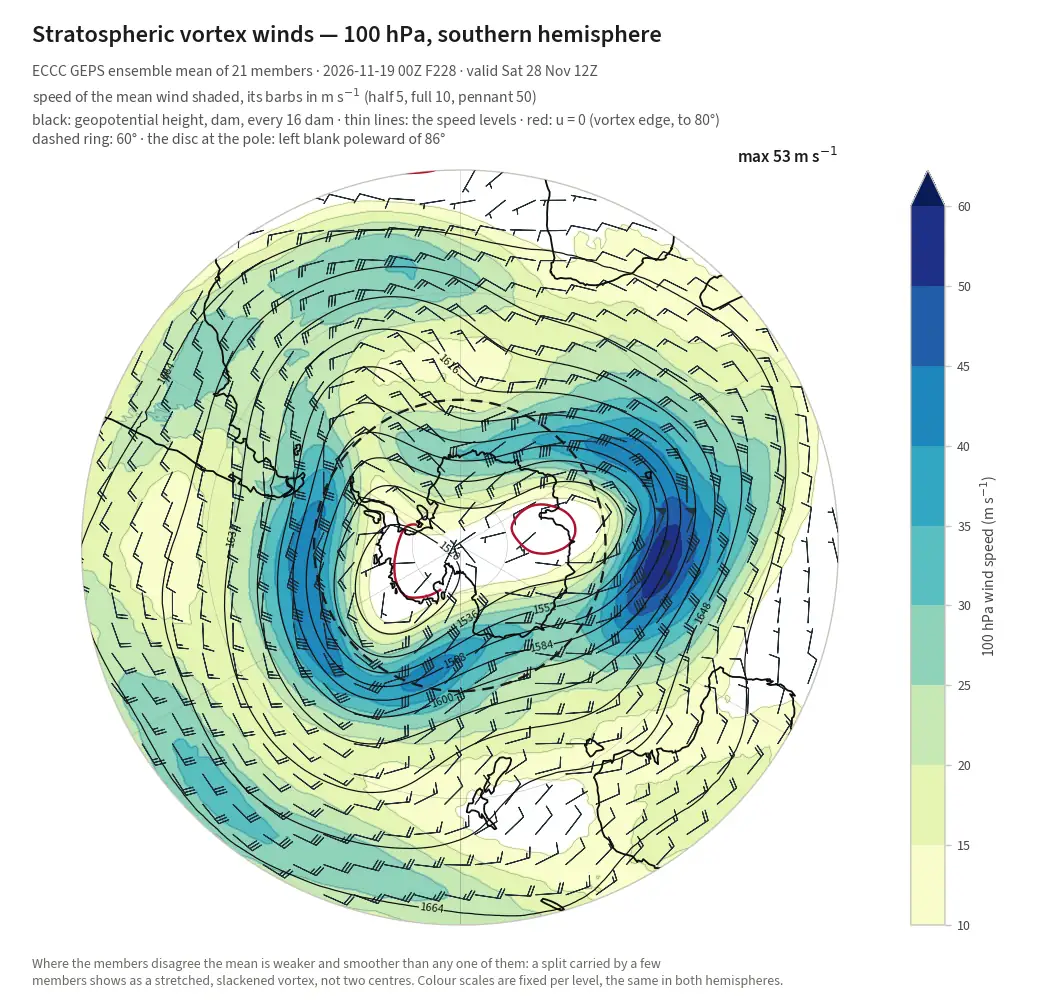 Stratospheric vortex winds — 100 hPa, southern hemisphere
ECCC GEPS ensemble mean of 21 members · 2026-11-19 00Z F228 · valid Sat 28 Nov 12Z
speed of the mean wind shaded, its barbs in m s⁻¹ (half 5, full 10, pennant 50)
black: geopotential height, dam, every 16 dam · thin lines: the speed levels · red: u = 0 (vortex edge, to 80°)
dashed ring: 60° · the disc at the pole: left blank poleward of 86°
max 53 m s⁻¹
60
50
45
40
35
30
25
20
15
10
100 hPa wind speed (m s⁻¹)
1616
1648
1584
1600
1664
Where the members disagree the mean is weaker and smoother than any one of them: a split carried by a few
members shows as a stretched, slackened vortex, not two centres. Colour scales are fixed per level, the same in both hemispheres.